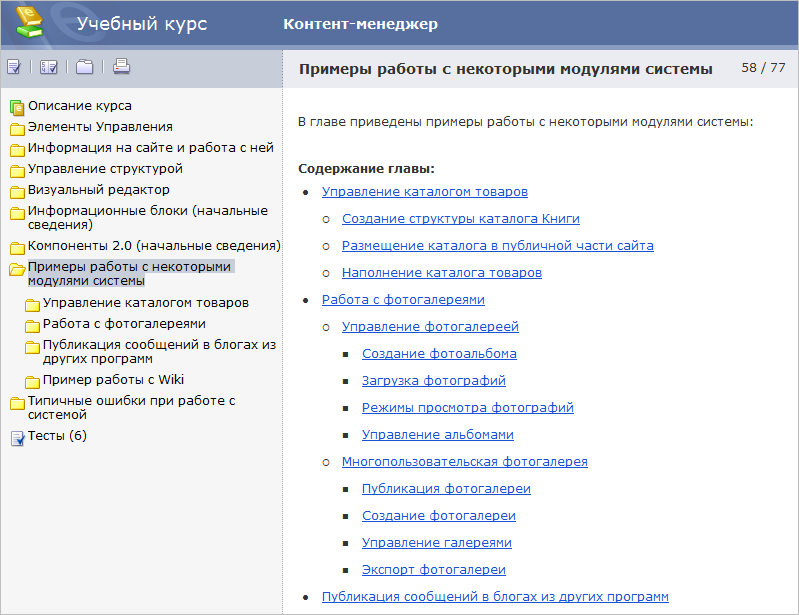 Учебный курс
Контент-менеджер
Описание курса
Элементы Управления
Информация на сайте и работа с ней
Управление структурой
Визуальный редактор
Информационные блоки (начальные
сведения)
Компоненты 2.0 (начальные сведения)
Примеры работы с некоторыми
модулями системы
Управление каталогом товаров
Работа с фотогалереями
Публикация сообщений в блогах из
других программ
Пример работы с Wiki
Типичные ошибки при работе с
системой
Тесты (6)
Примеры работы с некоторыми модулями системы 58 / 77
В главе приведены примеры работы с некоторыми модулями системы:
Содержание главы:
Управление каталогом товаров
Создание структуры каталога Книги
Размещение каталога в публичной части сайта
Наполнение каталога товаров
Работа с фотогалереями
Управление фотогалереей
Создание фотоальбома
Загрузка фотографий
Режимы просмотра фотографий
Управление альбомами
Многопользовательская фотогалерея
Публикация фотогалереи
Создание фотогалереи
Управление галереями
Экспорт фотогалереи
Публикация сообщений в блогах из других программ